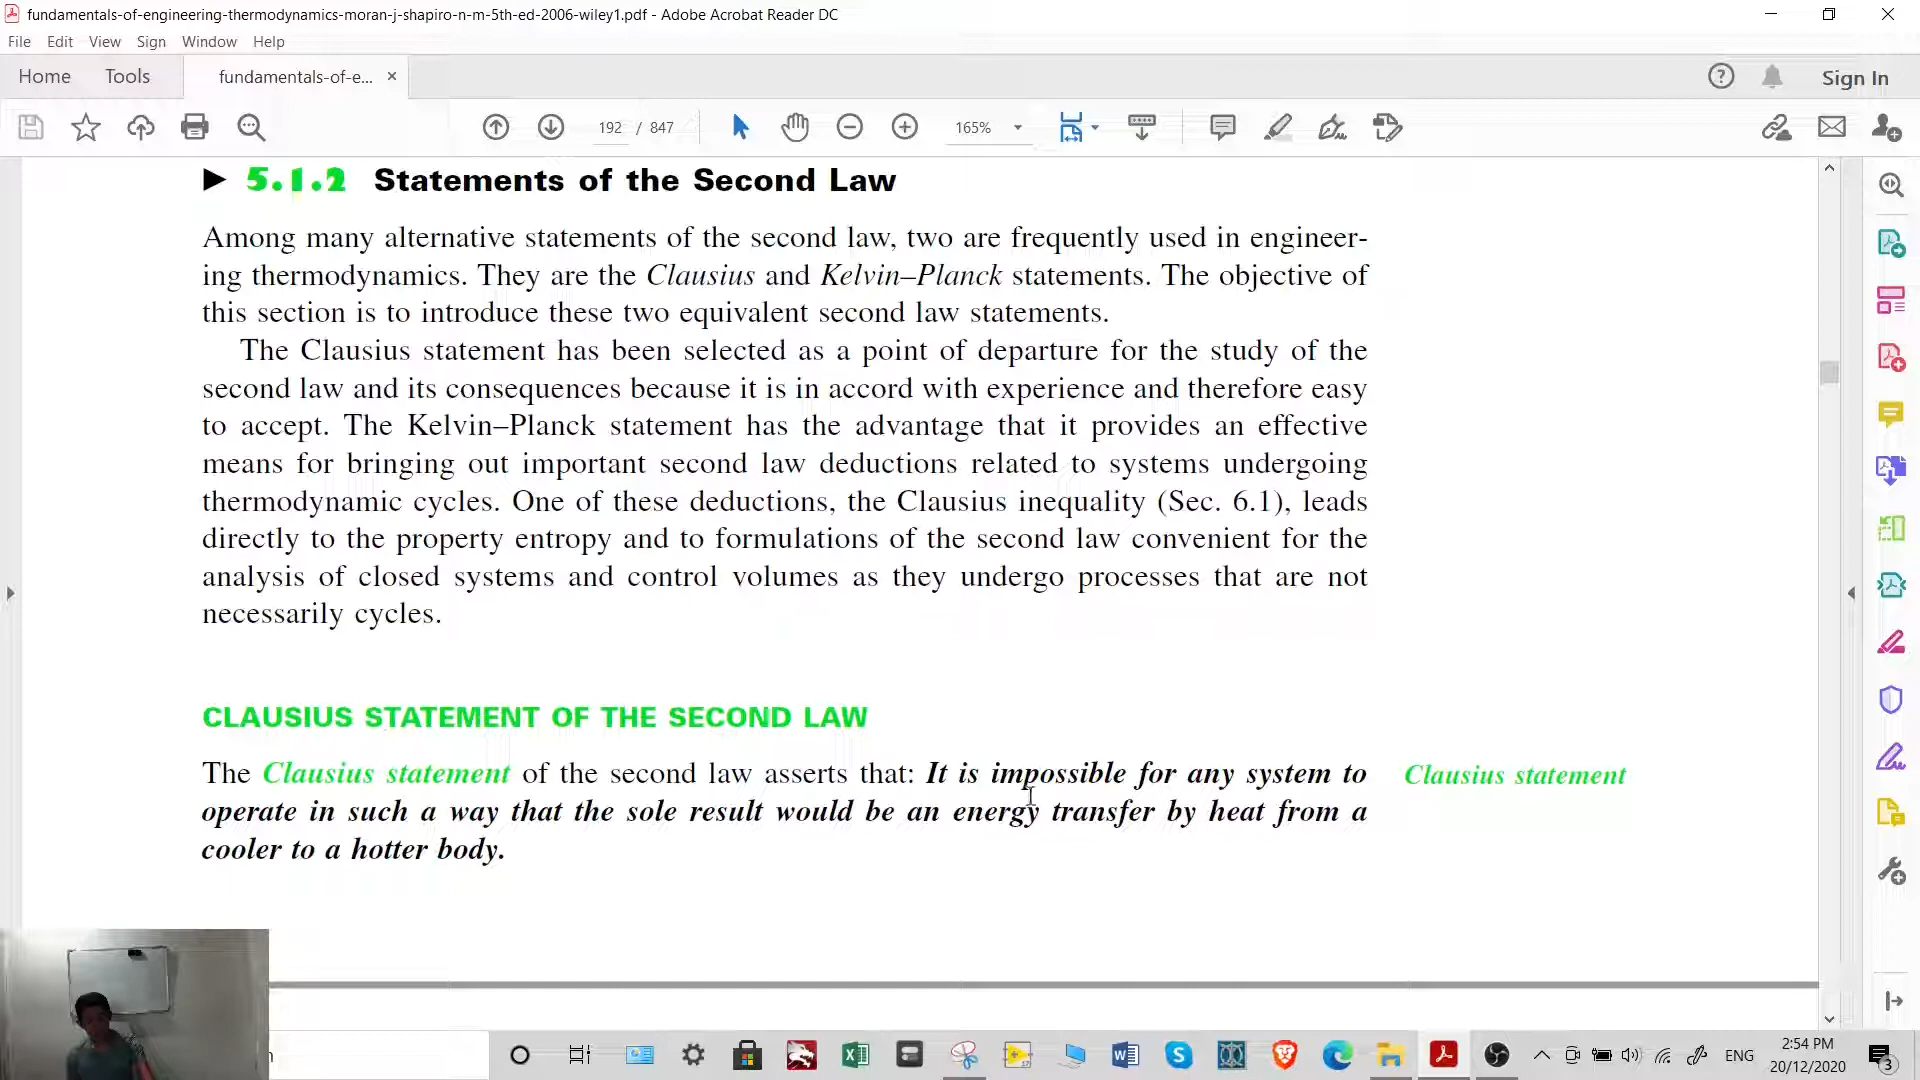 fundamentals-of-engineering-thermodynamics-moran-j-shapiro-n-m-5th-ed-2006-wiley1.pdf - Adobe Acrobat Reader DC
File Edit View Sign Window Help
Home Tools fundamentals-of-e... Sign In
192 / 847 165%
5.1.2 Statements of the Second Law
Among many alternative statements of the second law, two are frequently used in engineer-
ing thermodynamics. They are the Clausius and Kelvin–Planck statements. The objective of
this section is to introduce these two equivalent second law statements.
The Clausius statement has been selected as a point of departure for the study of the
second law and its consequences because it is in accord with experience and therefore easy
to accept. The Kelvin–Planck statement has the advantage that it provides an effective
means for bringing out important second law deductions related to systems undergoing
thermodynamic cycles. One of these deductions, the Clausius inequality (Sec. 6.1), leads
directly to the property entropy and to formulations of the second law convenient for the
analysis of closed systems and control volumes as they undergo processes that are not
necessarily cycles.
CLAUSIUS STATEMENT OF THE SECOND LAW
The Clausius statement of the second law asserts that: It is impossible for any system to
operate in such a way that the sole result would be an energy transfer by heat from a
cooler to a hotter body.
Clausius statement
ENG
2:54 PM
20/12/2020
3